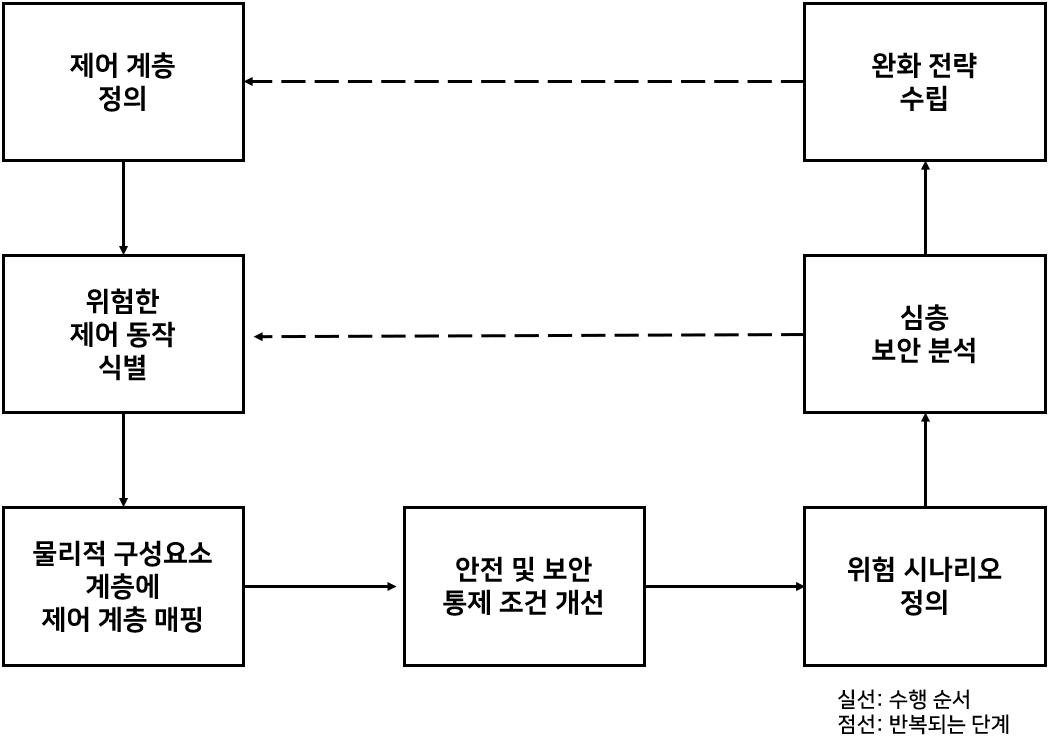 제어 계층
정의
완화 전략
수립
위험한
제어 동작
식별
심층
보안 분석
물리적 구성요소
계층에
제어 계층 매핑
안전 및 보안
통제 조건 개선
위험 시나리오
정의
실선: 수행 순서
점선: 반복되는 단계